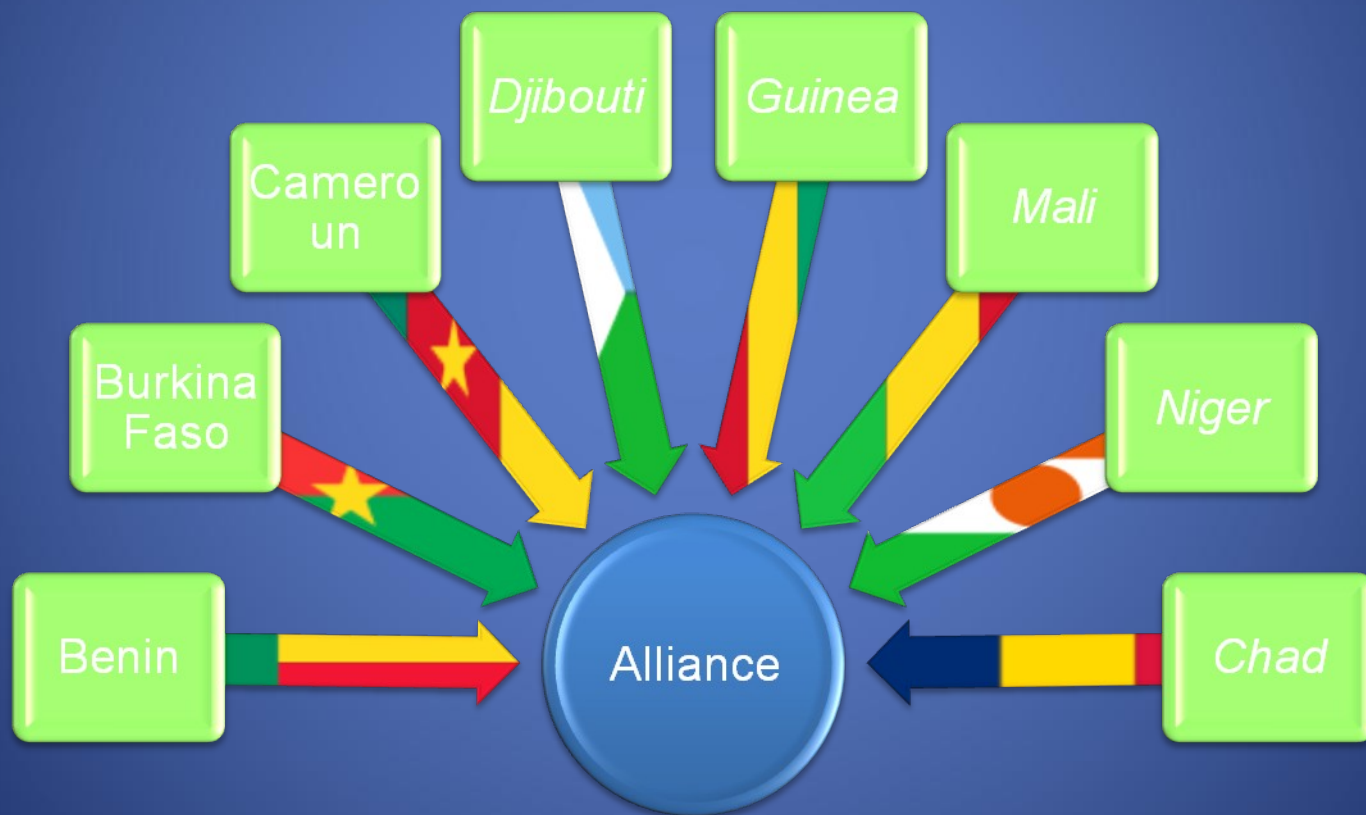 Djibouti
Guinea
Camero
un
Mali
Burkina
Faso
Niger
Benin
Alliance
Chad